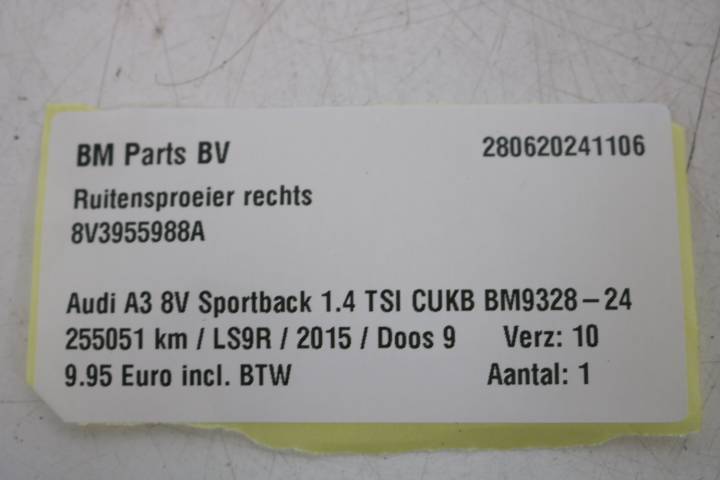 BM Parts BV 280620241106
Ruitensproeier rechts
8V3955988A
Audi A3 8V Sportback 1.4 TSI CUKB BM9328-24
255051 km / LS9R / 2015 / Doos 9 Verz: 10
9.95 Euro incl. BTW Aantal: 1